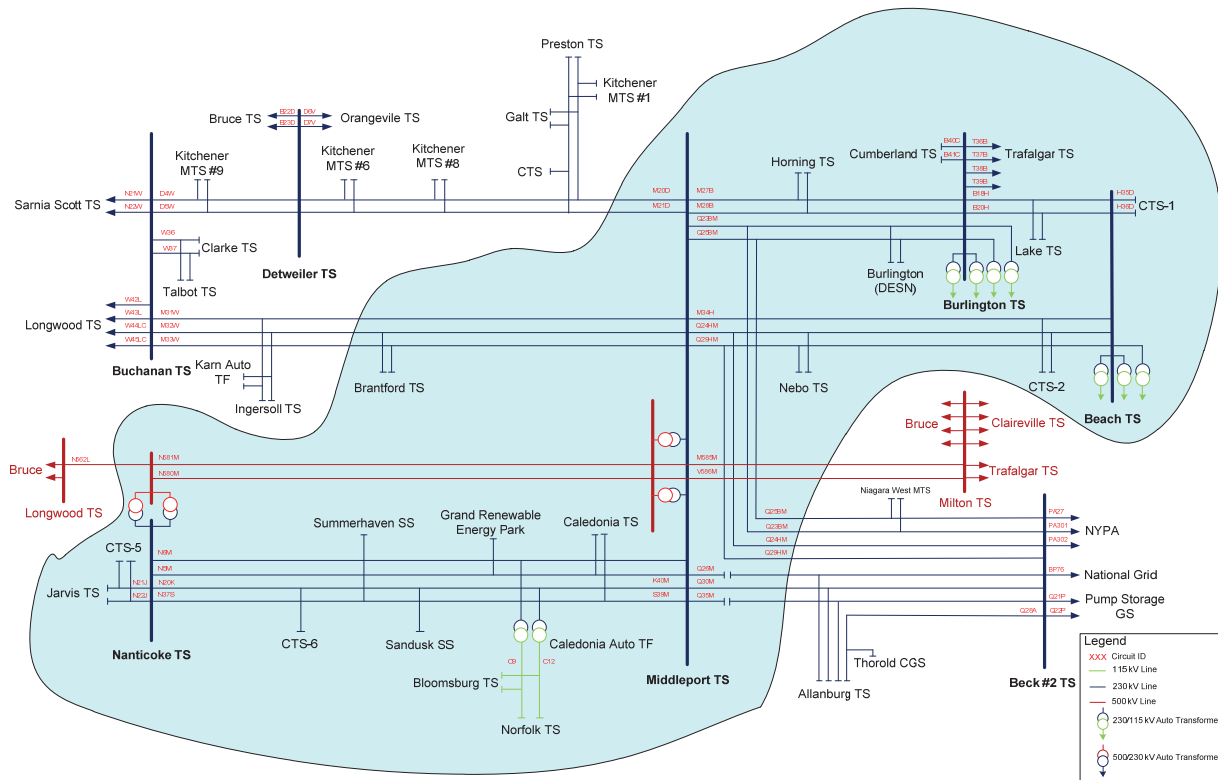 Preston TS
Kitchener
MTS #1
Galt TS
CTS
Bruce TS
B22D
D6V
Orangevile TS
B23D
D7V
Kitchener
MTS #9
Kitchener
MTS #6
Kitchener
MTS #8
Horning TS
Cumberland TS
B40C
B41C
T36B
T37B
T38B
T39B
Trafalgar TS
Sarnia Scott TS
N21W
D4W
N22W
D5W
M20D
M27B
M21D
M28B
Q23BM
Q25BM
B18H
B20H
H35D
H36D
CTS-1
W36
W37
Clarke TS
Talbot TS
Detweiler TS
Burlington
(DESN)
Lake TS
Burlington TS
Longwood TS
W42L
W43L
M31W
W44LC
M32W
W45LC
M33W
M34H
Q24HM
Q29HM
Buchanan TS
Karn Auto
TF
Ingersoll TS
Brantford TS
Nebo TS
CTS-2
Beach TS
Bruce
N582L
Longwood TS
N581M
N580M
M585M
V586M
Bruce
Claireville TS
Trafalgar TS
Milton TS
Niagara West MTS
CTS-5
Summerhaven SS
Grand Renewable
Energy Park
Caledonia TS
Q25BM
Q23BM
Q24HM
Q29HM
PA27
PA301
PA302
NYPA
BP76
National Grid
Jarvis TS
N21J
N22J
N6M
N5M
N20K
N37S
K40M
S39M
Q26M
Q30M
Q35M
Q21P
Q22P
Q28A
Pump Storage
GS
Nanticoke TS
CTS-6
Sandusk SS
Caledonia Auto TF
C9
C12
Bloomsburg TS
Norfolk TS
Middleport TS
Thorold CGS
Allanburg TS
Beck #2 TS
Legend
XXX Circuit ID
115 kV Line
230 kV Line
500 kV Line
230/115 kV Auto Transforme
500/230 kV Auto Transforme